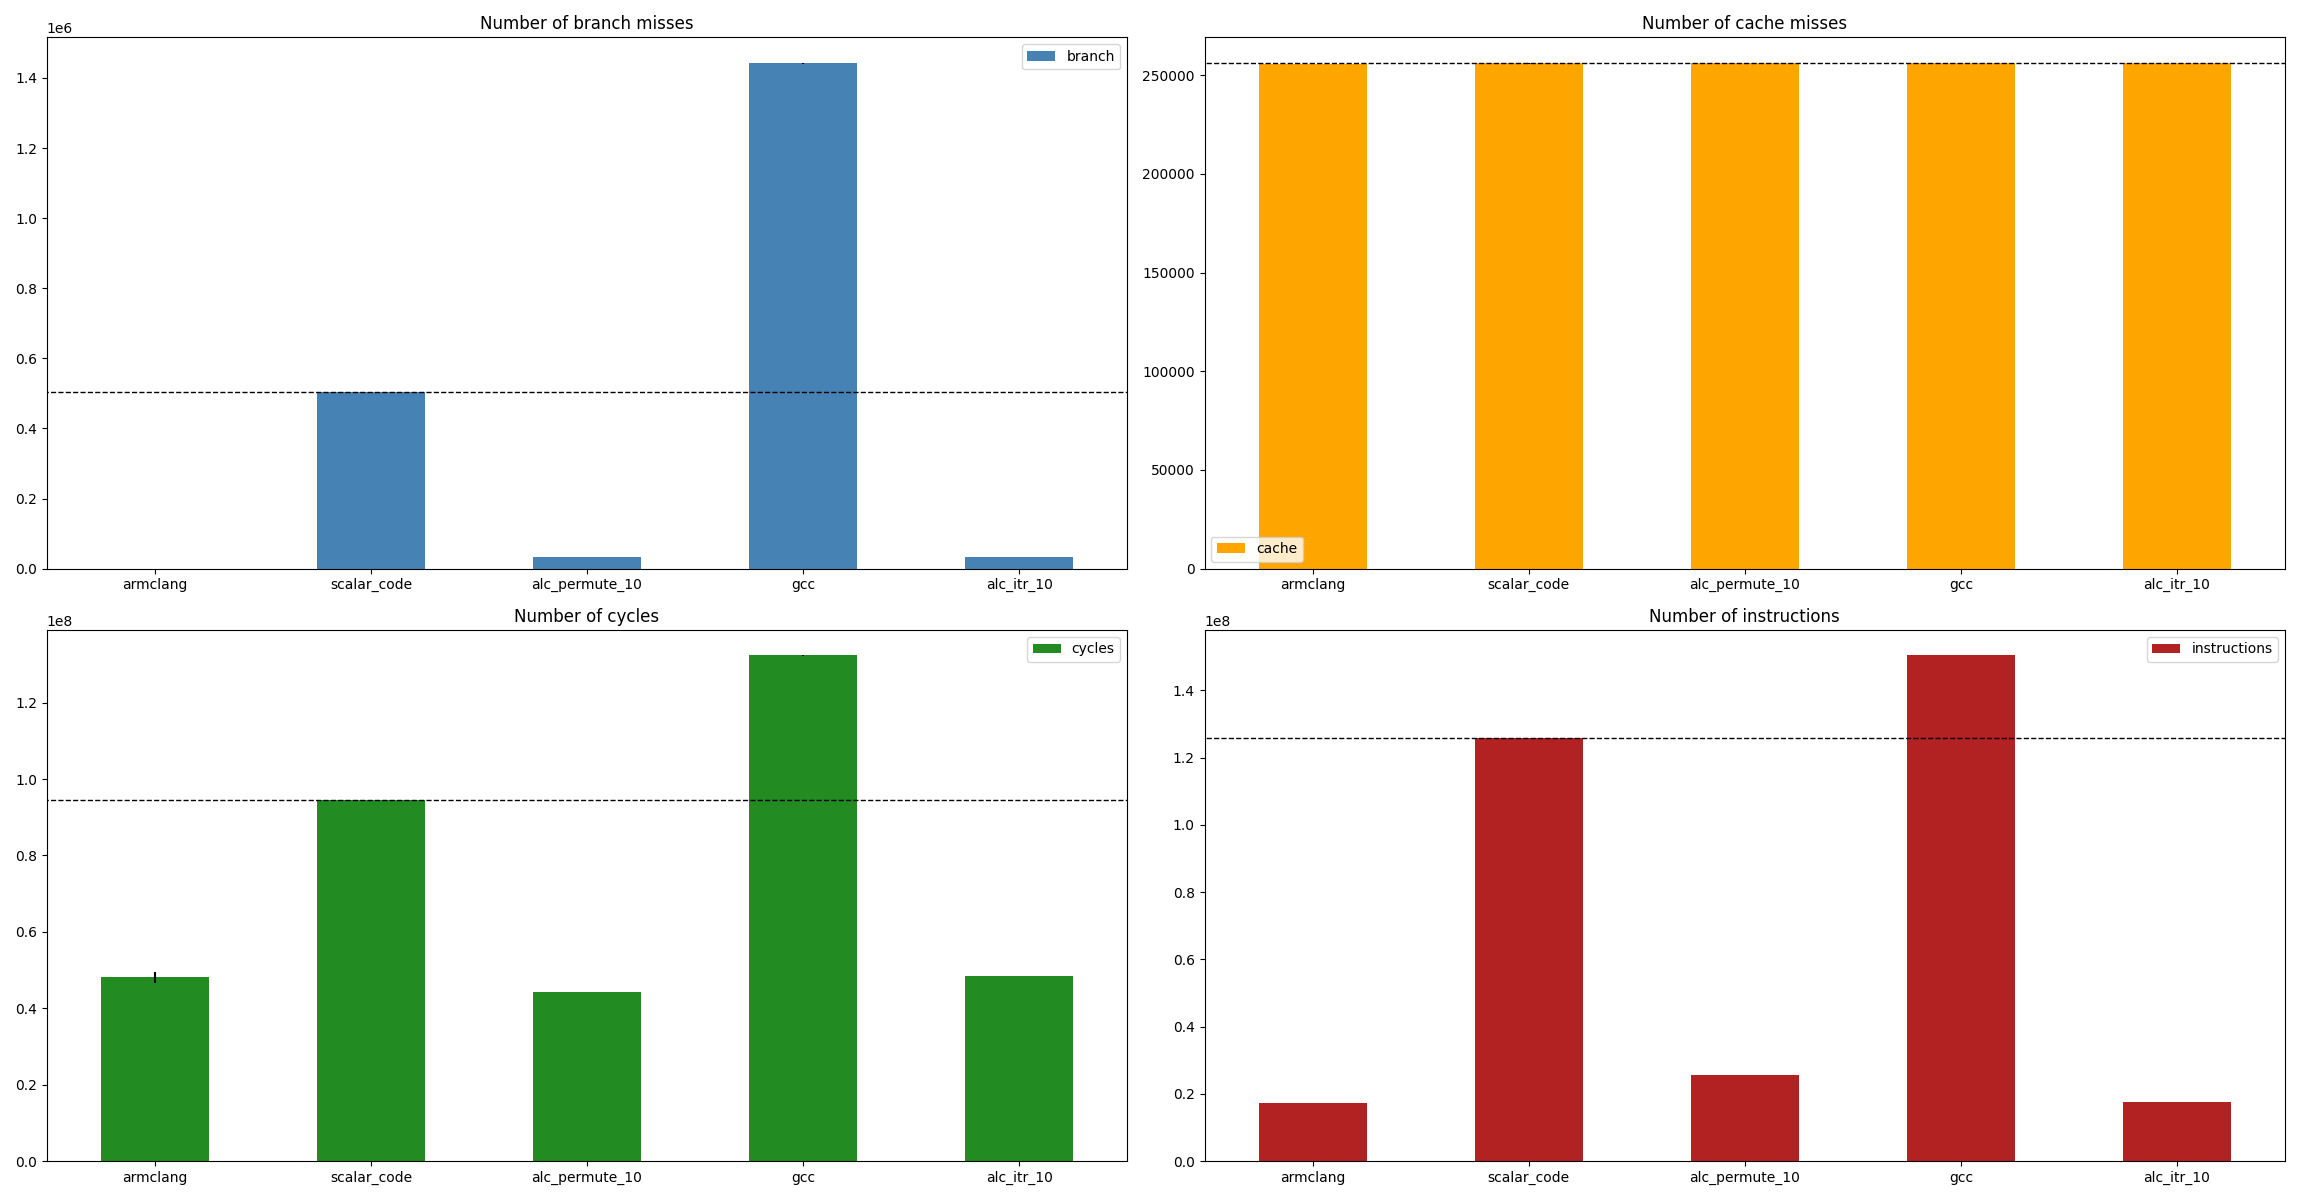 Number of branch misses
1e6
branch
1.4
1.2
1.0
0.8
0.6
0.4
0.2
0.0
armclang scalar_code alc_permute_10 gcc alc_itr_10
Number of cache misses
250000
200000
150000
100000
50000
0
cache
armclang scalar_code alc_permute_10 gcc alc_itr_10
Number of cycles
1e8
cycles
1.2
1.0
0.8
0.6
0.4
0.2
0.0
armclang scalar_code alc_permute_10 gcc alc_itr_10
Number of instructions
1e8
instructions
1.4
1.2
1.0
0.8
0.6
0.4
0.2
0.0
armclang scalar_code alc_permute_10 gcc alc_itr_10